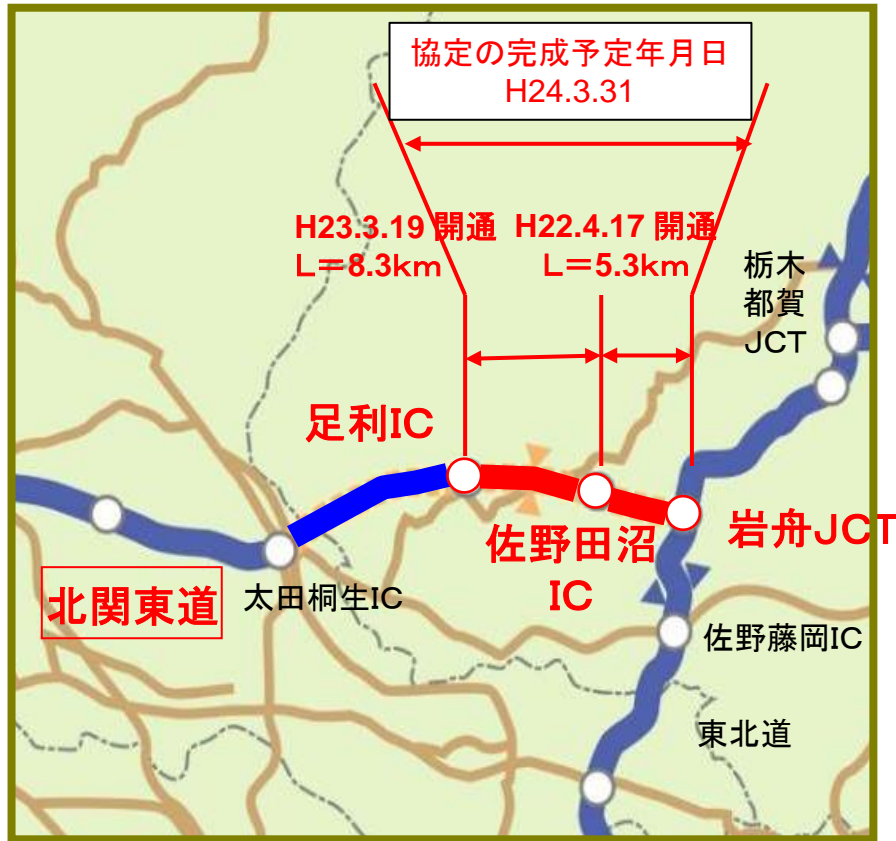 協定の完成予定年月日
H24.3.31
H23.3.19 開通
L=8.3km
H22.4.17 開通
L=5.3km
栃木
都賀
JCT
足利IC
佐野田沼
IC
岩舟JCT
北関東道
太田桐生IC
佐野藤岡IC
東北道